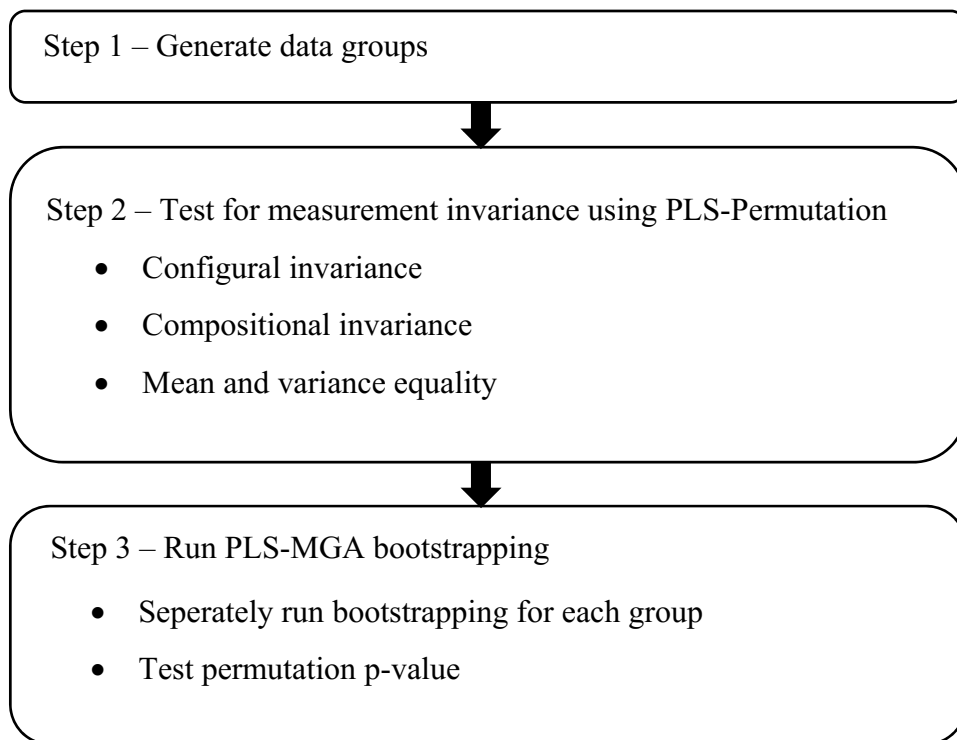 Step 1 – Generate data groups
Step 2 – Test for measurement invariance using PLS-Permutation
• Configural invariance
• Compositional invariance
• Mean and variance equality
Step 3 – Run PLS-MGA bootstrapping
• Seperately run bootstrapping for each group
• Test permutation p-value